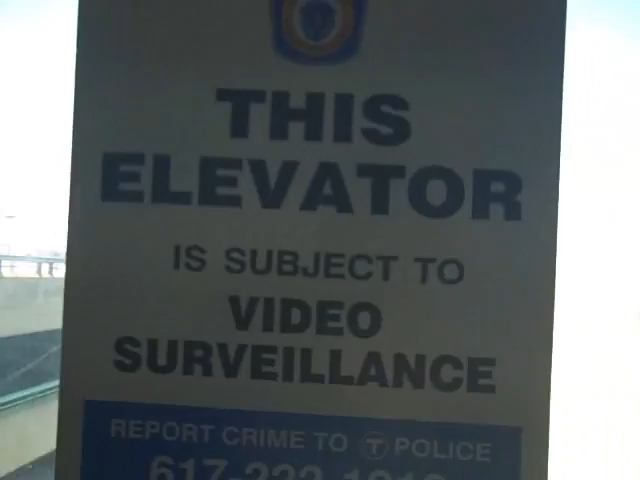 THIS
ELEVATOR
IS SUBJECT TO
VIDEO
SURVEILLANCE
REPORT CRIME TO T POLICE